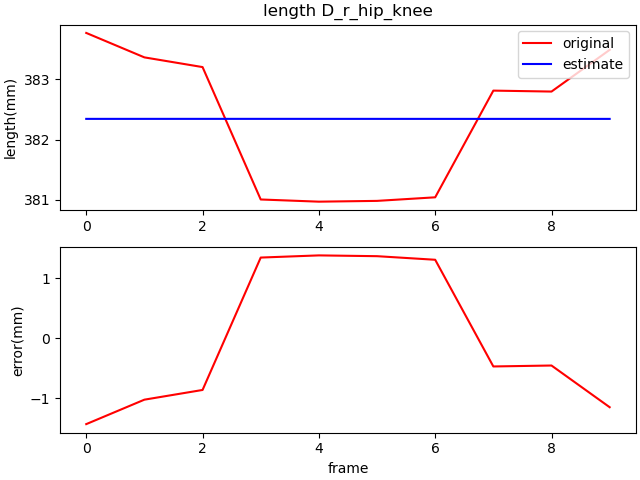 length D_r_hip_knee
length(mm)
383
382
381
original
estimate
0 2 4 6 8
error(mm)
1
0
−1
0 2 4 6 8
frame